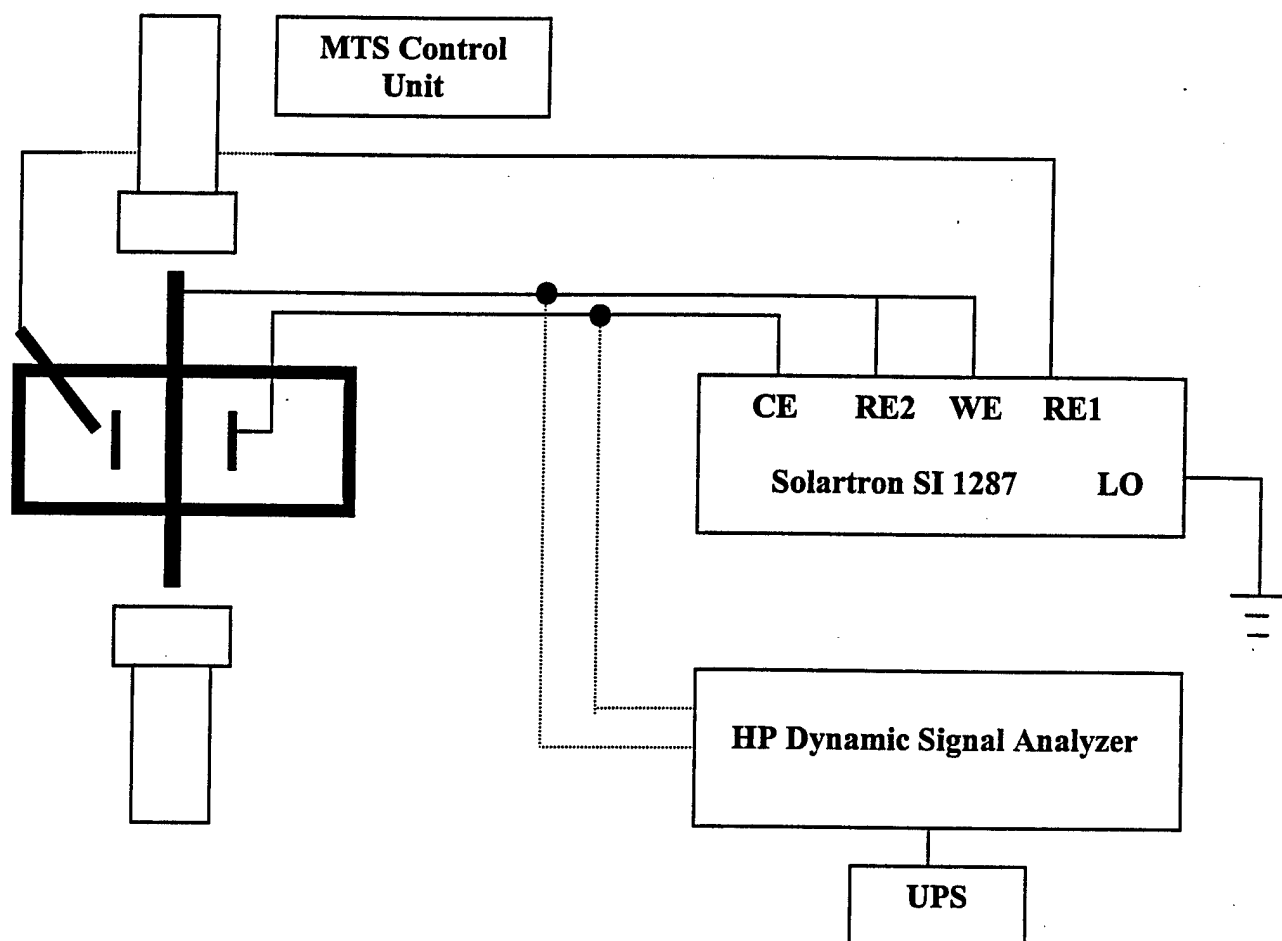 MTS Control
Unit
CE RE2 WE RE1
Solartron SI 1287 LO
HP Dynamic Signal Analyzer
UPS